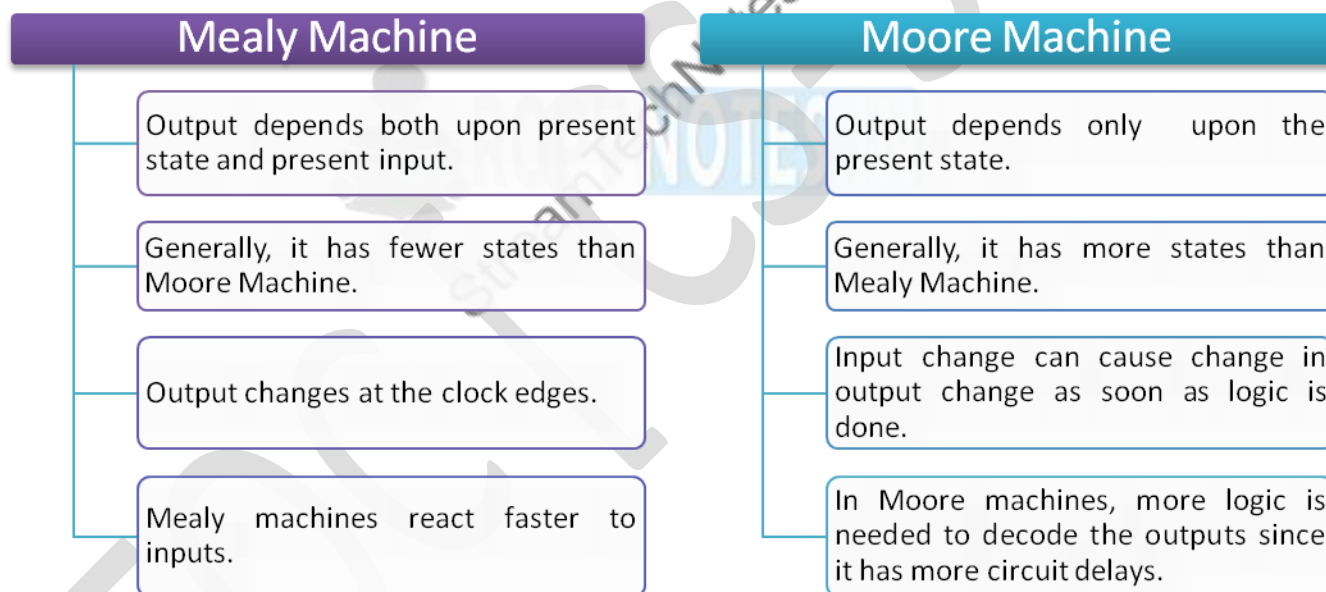 Mealy Machine
Output depends both upon present
state and present input.
Generally, it has fewer states than
Moore Machine.
Output changes at the clock edges.
Mealy machines react faster to
inputs.
Moore Machine
Output depends only upon the
present state.
Generally, it has more states than
Mealy Machine.
Input change can cause change in
output change as soon as logic is
done.
In Moore machines, more logic is
needed to decode the outputs since
it has more circuit delays.